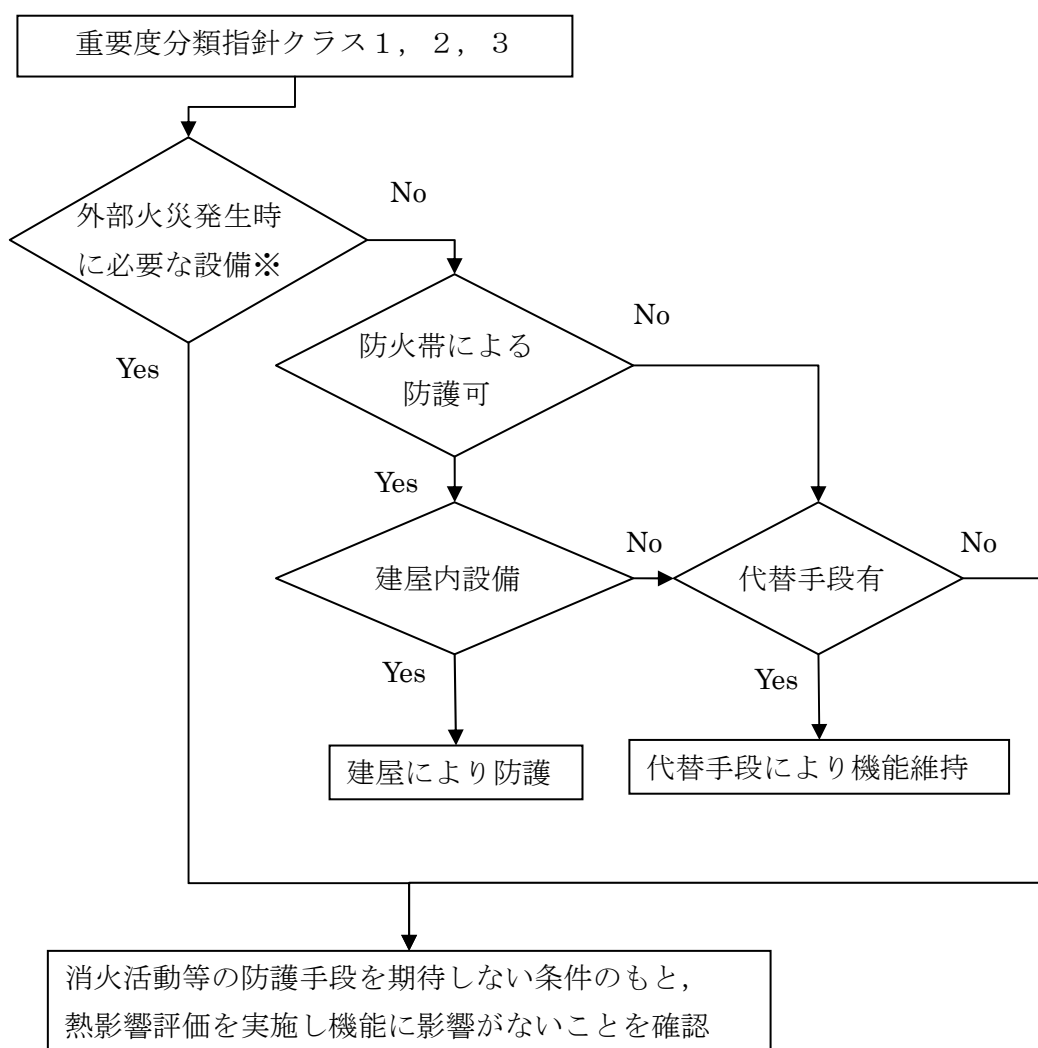 重要度分類指針クラス１，２，３
No
外部火災発生時
に必要な設備※
Yes
No
防火帯による
防護可
Yes
No
No
建屋内設備
代替手段有
Yes
Yes
建屋により防護
代替手段により機能維持
消火活動等の防護手段を期待しない条件のもと，
熱影響評価を実施し機能に影響がないことを確認